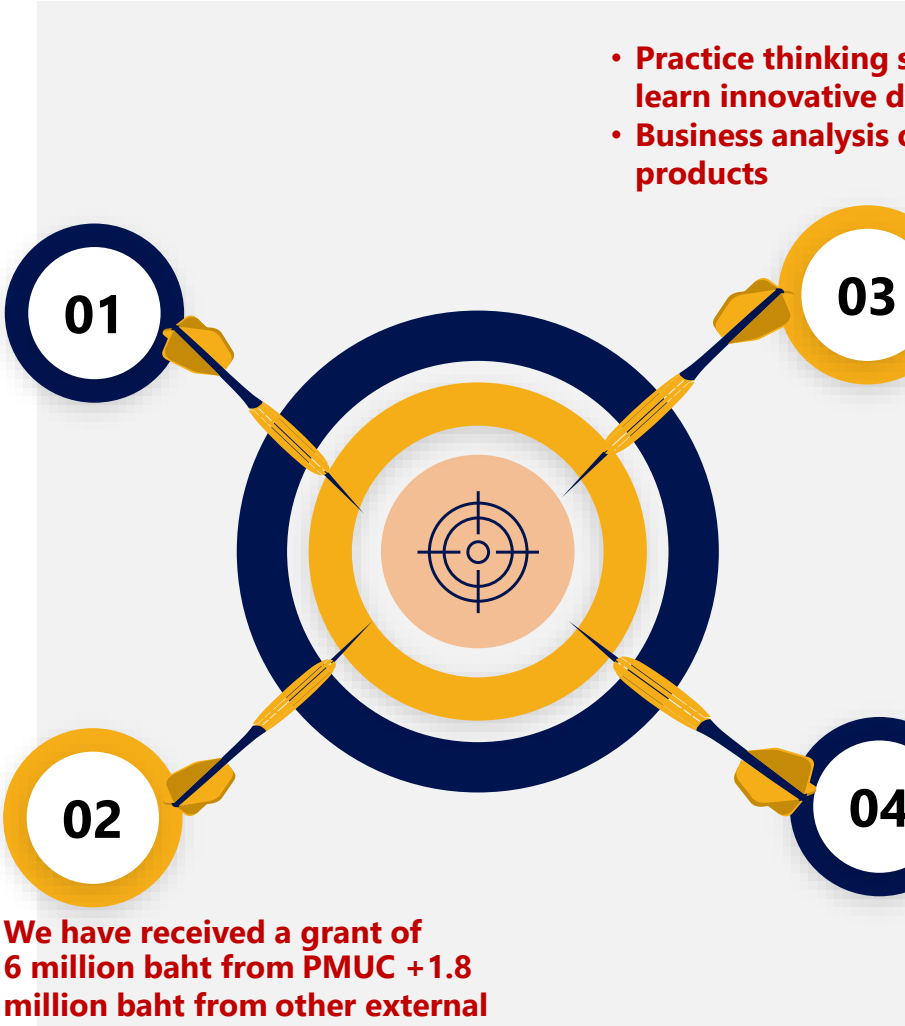 • Practice thinking
learn innovative
• Business analysis
products
01
03
02
04
We have received a grant of
6 million baht from PMUC +1.8
million baht from other external